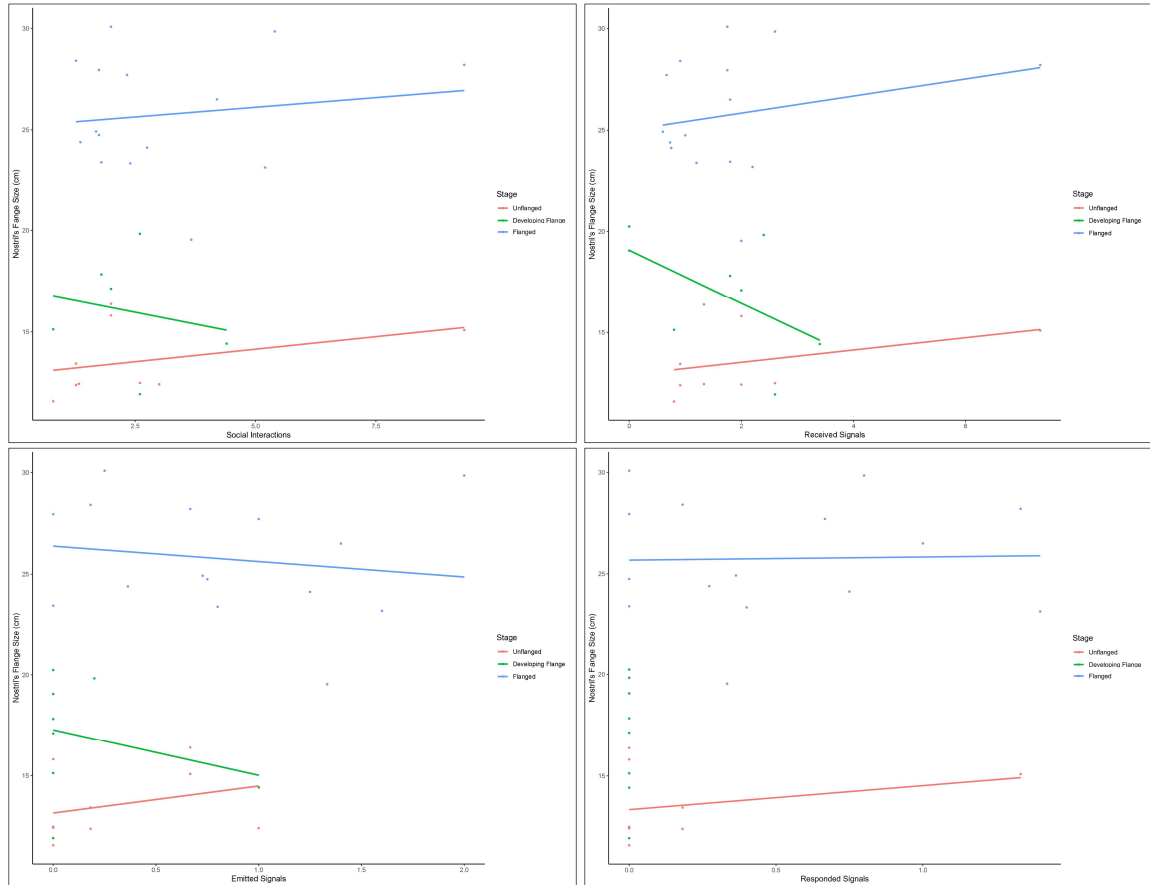 30
25
20
15
Nostril's Fange Size (cm)
2.5 5.0 7.5
Social Interactions
Stage
Unflanged
Developing Flange
Flanged
30
25
20
15
Nostril's Flange Size (cm)
0 2 4 6
Received Signals
Stage
Unflanged
Developing Flange
Flanged
30
25
20
15
Nostril's Flange Size (cm)
0.0 0.5 1.0 1.5 2.0
Emitted Signals
Stage
Unflanged
Developing Flange
Flanged
30
25
20
15
Nostril's Fange Size (cm)
0.0 0.5 1.0
Responded Signals
Stage
Unflanged
Developing Flange
Flanged